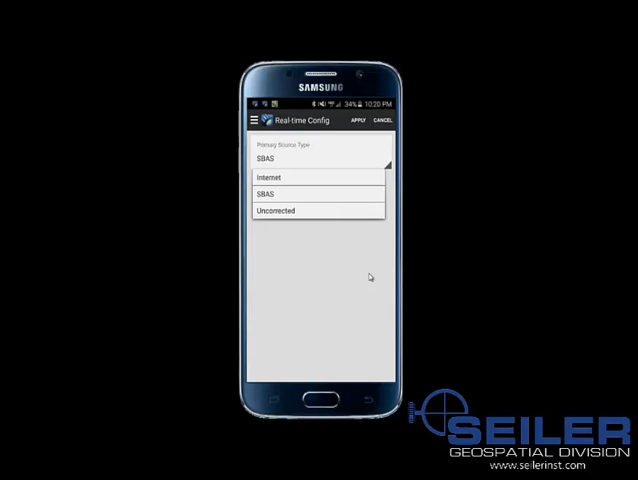 SAMSUNG
34% 10:20 PM
Real-time Config
APPLY
CANCEL
Primary Source Type
SBAS
Internet
SBAS
Uncorrected
SEILER
GEOSPATIAL DIVISION
www.seilerinst.com